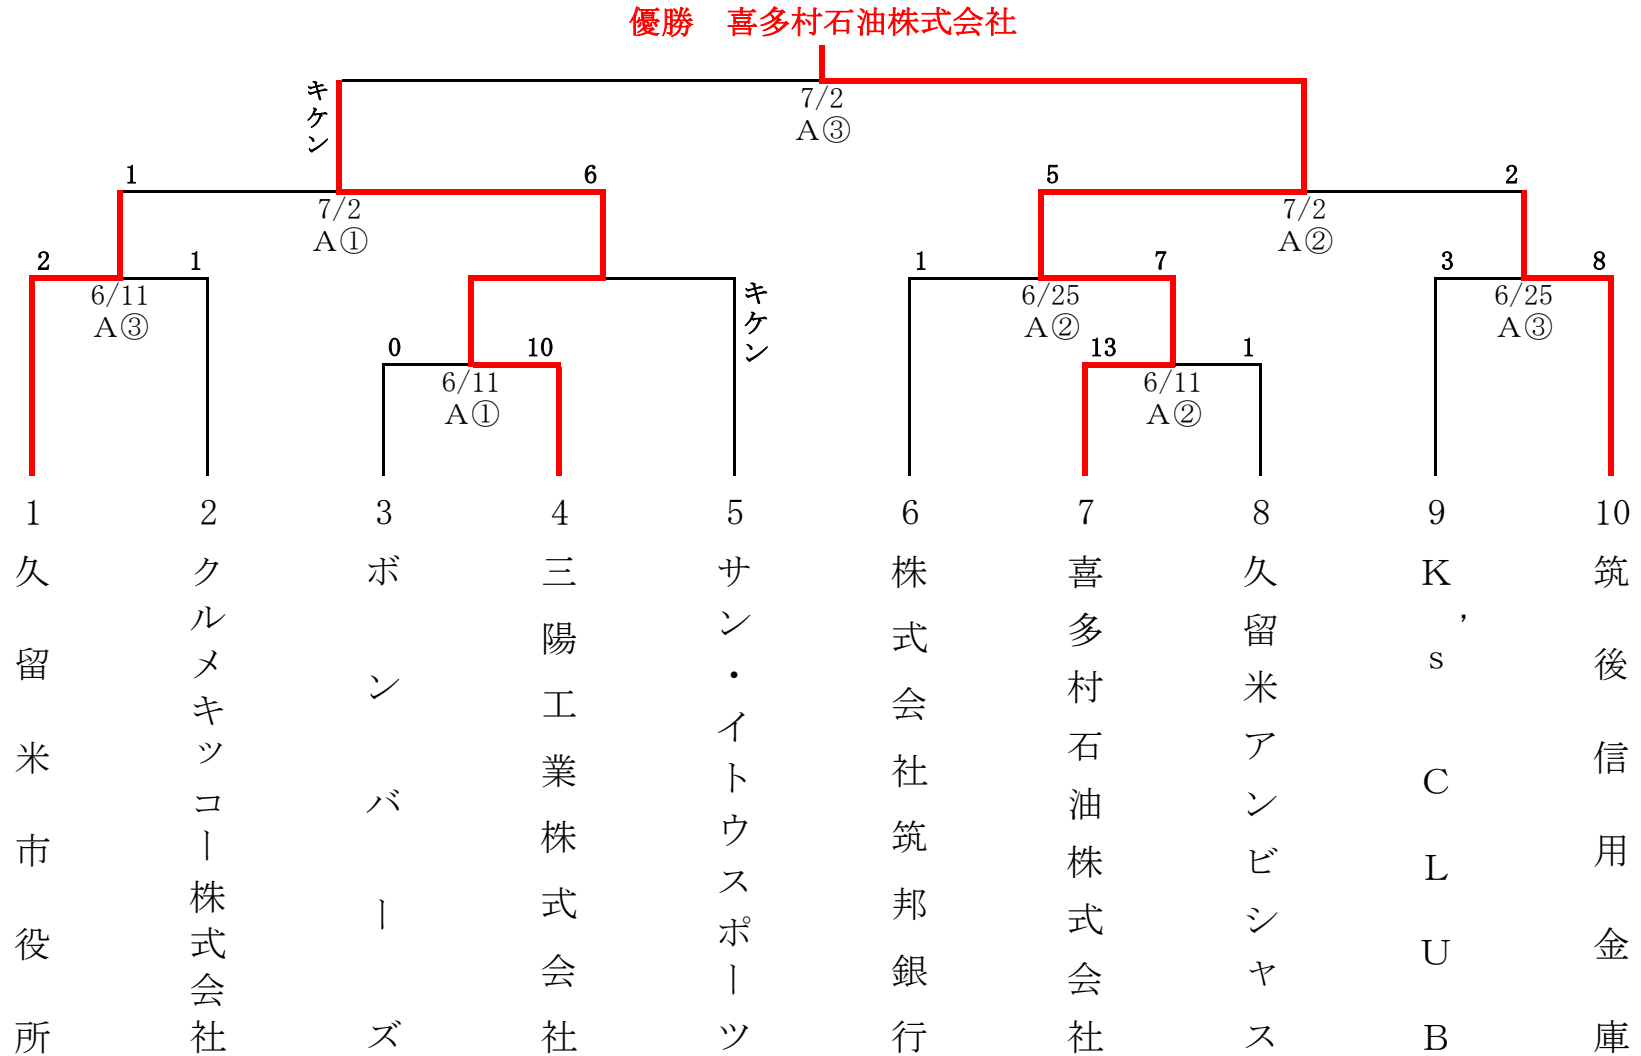 優勝　喜多村石油株式会社
キケン
7/2
Ａ③
1
6
5
2
7/2
Ａ①
7/2
Ａ②
2
1
1
7
3
8
6/11
Ａ③
キケン
6/25
Ａ②
6/25
Ａ③
0
10
13
1
6/11
Ａ①
6/11
Ａ②
1
2
3
4
5
6
7
8
9
10
久留米市役所
クルメキッコー株式会社
ボンバーズ
三陽工業株式会社
サン・イトウスポーツ
株式会社筑邦銀行
喜多村石油株式会社
久留米アンビシャス
Ｋ’ｓ　ＣＬＵＢ
筑後信用金庫